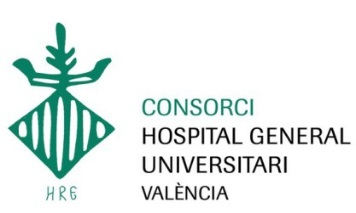 CONSORCI
HOSPITAL GENERAL
UNIVERSITARI
VALÈNCIA
HRG